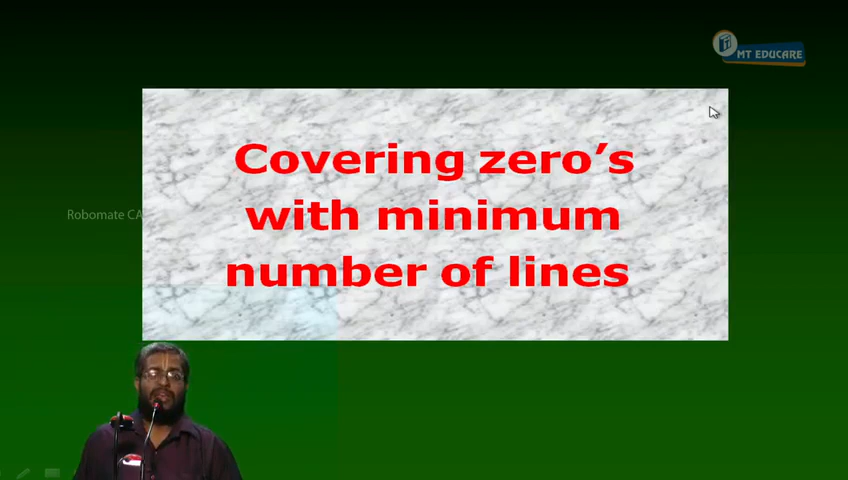 MT EDUCARE
Covering zero's
Robomate CA
with minimum
number of lines